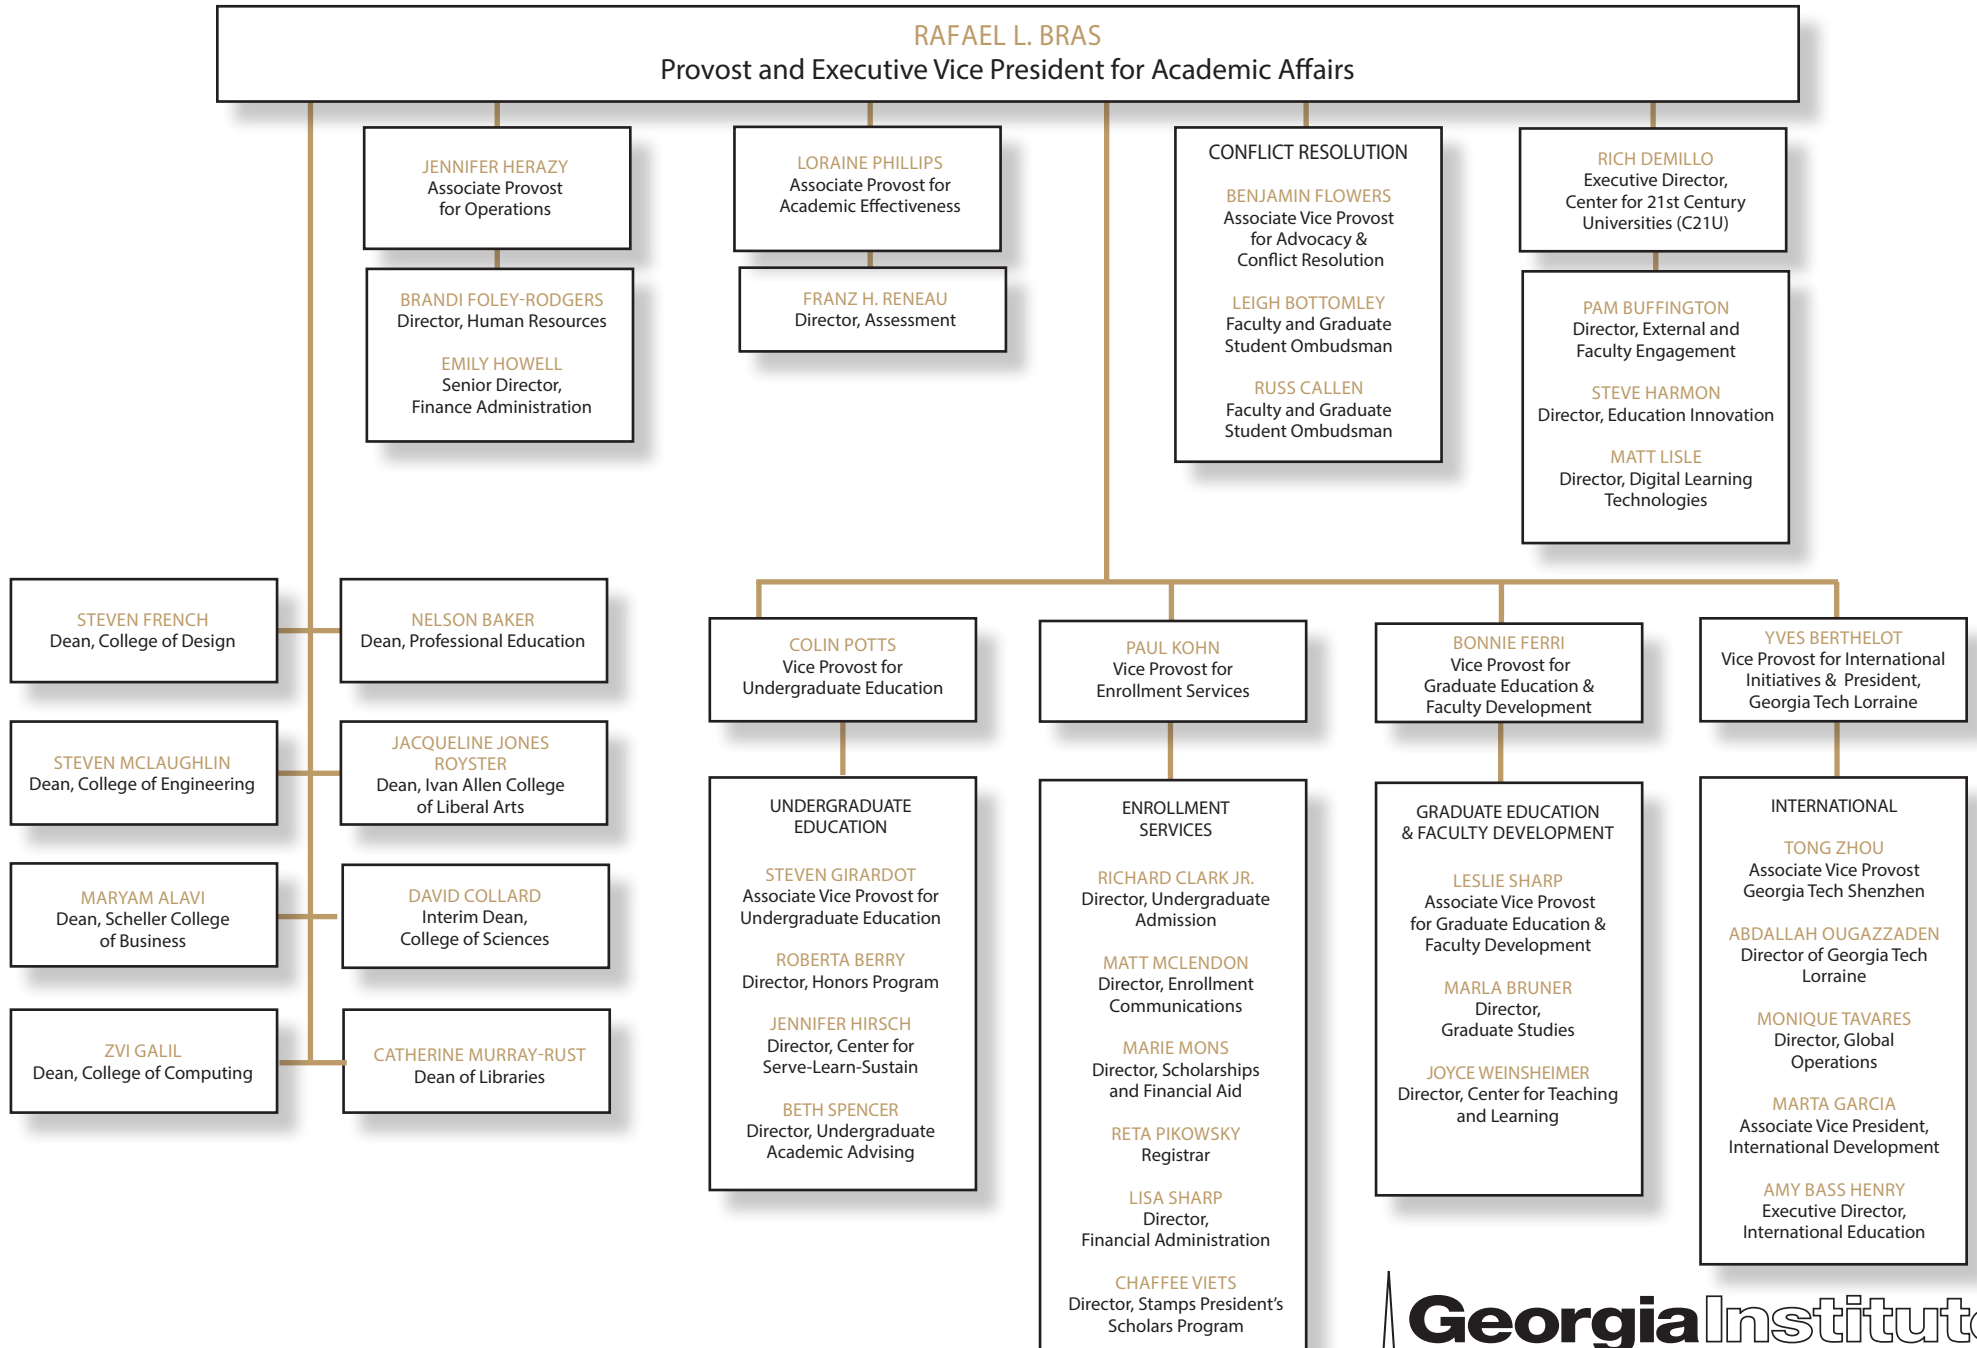 RAFAEL L. BRAS
Provost and Executive Vice President for Academic Affairs
JENNIFER HERAZY
Associate Provost
for Operations
BRANDI FOLEY-RODGERS
Director, Human Resources
EMILY HOWELL
Senior Director,
Finance Administration
LORAINE PHILLIPS
Associate Provost for
Academic Effectiveness
FRANZ H. RENEAU
Director, Assessment
CONFLICT RESOLUTION
BENJAMIN FLOWERS
Associate Vice Provost
for Advocacy &
Conflict Resolution
LEIGH BOTTOMLEY
Faculty and Graduate
Student Ombudsman
RUSS CALLEN
Faculty and Graduate
Student Ombudsman
RICH DEMILLO
Executive Director,
Center for 21st Century
Universities (C21U)
PAM BUFFINGTON
Director, External and
Faculty Engagement
STEVE HARMON
Director, Education Innovation
MATT LISLE
Director, Digital Learning
Technologies
STEVEN FRENCH
Dean, College of Design
NELSON BAKER
Dean, Professional Education
STEVEN MCLAUGHLIN
Dean, College of Engineering
JACQUELINE JONES
ROYSTER
Dean, Ivan Allen College
of Liberal Arts
MARYAM ALAVI
Dean, Scheller College
of Business
DAVID COLLARD
Interim Dean,
College of Sciences
ZVI GALIL
Dean, College of Computing
CATHERINE MURRAY-RUST
Dean of Libraries
COLIN POTTS
Vice Provost for
Undergraduate Education
UNDERGRADUATE
EDUCATION
STEVEN GIRARDOT
Associate Vice Provost for
Undergraduate Education
ROBERTA BERRY
Director, Honors Program
JENNIFER HIRSCH
Director, Center for
Serve-Learn-Sustain
BETH SPENCER
Director, Undergraduate
Academic Advising
PAUL KOHN
Vice Provost for
Enrollment Services
ENROLLMENT
SERVICES
RICHARD CLARK JR.
Director, Undergraduate
Admission
MATT MCLENDON
Director, Enrollment
Communications
MARIE MONS
Director, Scholarships
and Financial Aid
RETA PIKOWSKY
Registrar
LISA SHARP
Director,
Financial Administration
CHAFFEE VIETS
Director, Stamps President's
Scholars Program
BONNIE FERRI
Vice Provost for
Graduate Education &
Faculty Development
GRADUATE EDUCATION
& FACULTY DEVELOPMENT
LESLIE SHARP
Associate Vice Provost
for Graduate Education &
Faculty Development
MARLA BRUNER
Director,
Graduate Studies
JOYCE WEINSHEIMER
Director, Center for Teaching
and Learning
YVES BERTHELOT
Vice Provost for International
Initiatives & President,
Georgia Tech Lorraine
INTERNATIONAL
TONG ZHOU
Associate Vice Provost
Georgia Tech Shenzhen
ABDALLAH OUGAZZADEN
Director of Georgia Tech
Lorraine
MONIQUE TAVARES
Director, Global
Operations
MARTA GARCIA
Associate Vice President,
International Development
AMY BASS HENRY
Executive Director,
International Education
GeorgiaInstitute